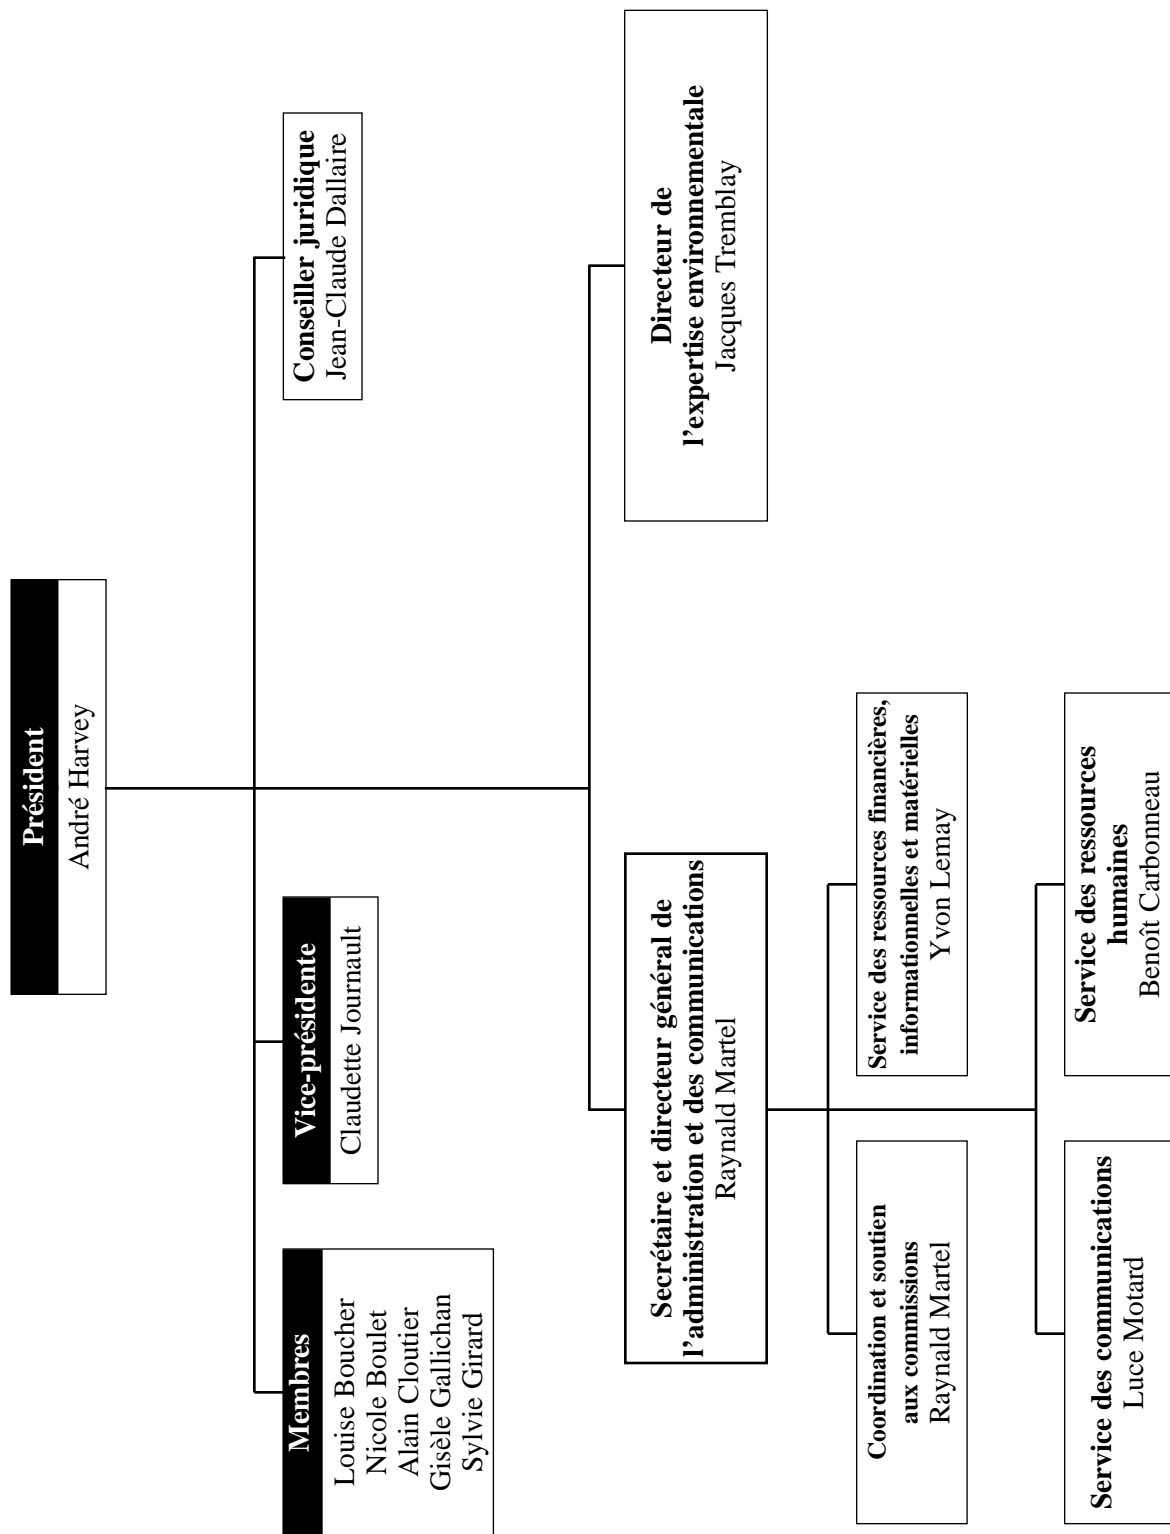 Président
André Harvey
Membres
Louise Boucher
Nicole Boulet
Alain Cloutier
Gisèle Gallichan
Sylvie Girard
Vice-présidente
Claudette Journault
Conseiller juridique
Jean-Claude Dallaire
Secrétaire et directeur général de
l’administration et des communications
Raynald Martel
Directeur de
l’expertise environnementale
Jacques Tremblay
Coordination et soutien
aux commissions
Raynald Martel
Service des ressources financières,
informationnelles et matérielles
Yvon Lemay
Service des communications
Luce Motard
Service des ressources
humaines
Benoît Carbonneau